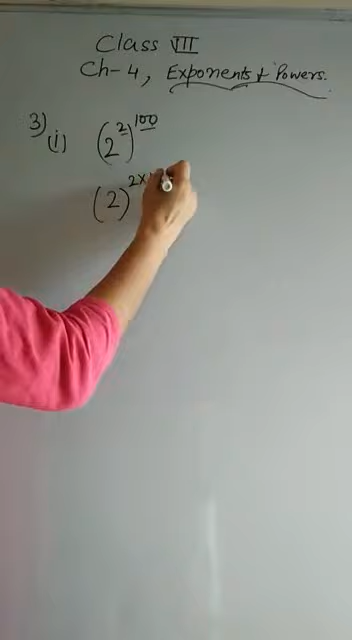 Class VII
Ch-4, Exponents & Powers.
3) (i) (2²)¹⁰⁰
(2)²ˣ